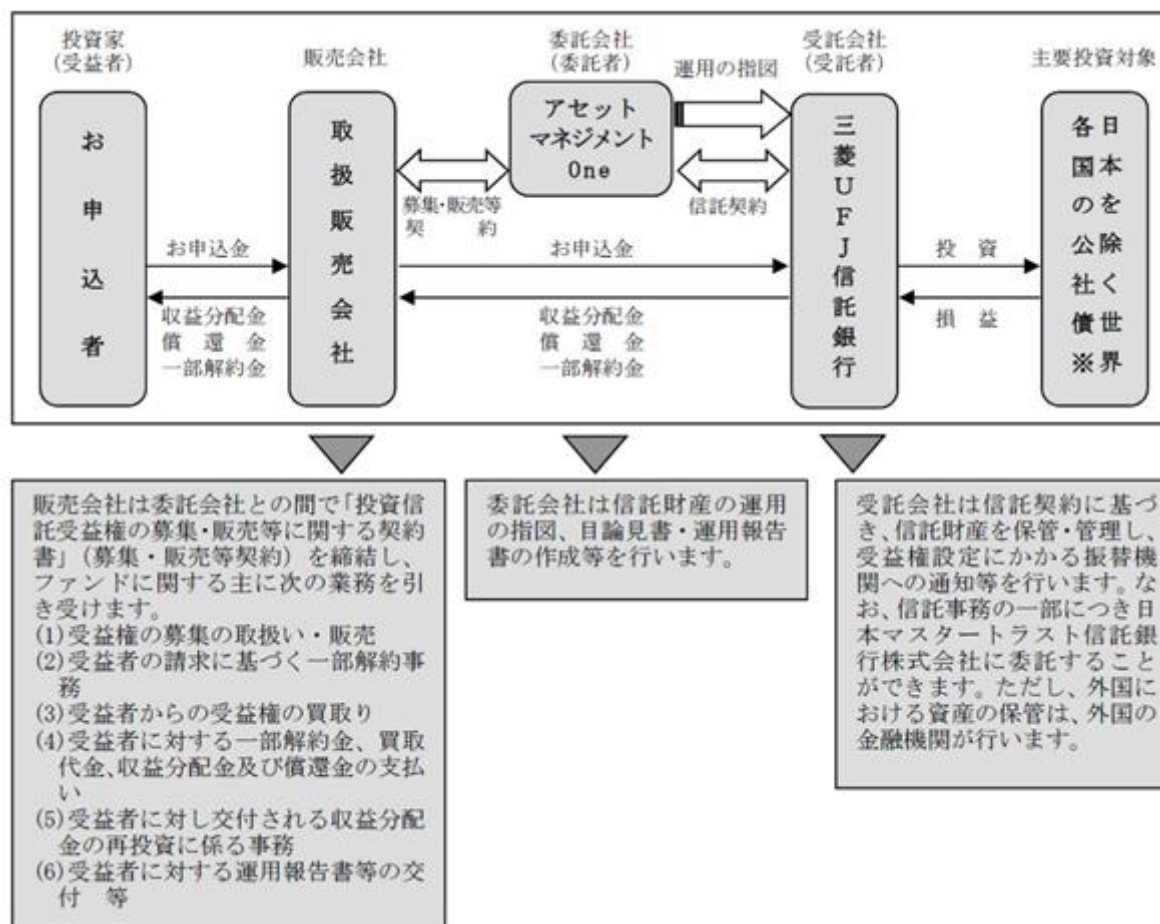 投資家
(受益者)
販売会社
委託会社
(委託者)
運用の指図
受託会社
(受託者)
主要投資対象
お申込者
取扱販売会社
アセット
マネジメント
One
三菱UFJ信託銀行
日本を除く世界
各国の公社債※
募集・販売等
契約
信託契約
お申込金
収益分配金
償還金
一部解約金
お申込金
収益分配金
償還金
一部解約金
投資
損益
販売会社は委託会社との間で「投資信
託受益権の募集・販売等に関する契約
書」(募集・販売等契約)を締結し、
ファンドに関する主に次の業務を引
き受けます。
(1)受益権の募集の取扱い・販売
(2)受益者の請求に基づく一部解約事
務
(3)受益者からの受益権の買取り
(4)受益者に対する一部解約金、買取
代金、収益分配金及び償還金の支払
い
(5)受益者に対し交付される収益分配
金の再投資に係る事務
(6)受益者に対する運用報告書等の交
付 等
委託会社は信託財産の運用
の指図、目論見書・運用報告
書の作成等を行います。
受託会社は信託契約に基づ
き、信託財産を保管・管理し、
受益権設定にかかる振替機
関への通知等を行います。な
お、信託事務の一部につき日
本マスタートラスト信託銀
行株式会社に委託すること
ができます。ただし、外国に
おける資産の保管は、外国の
金融機関が行います。